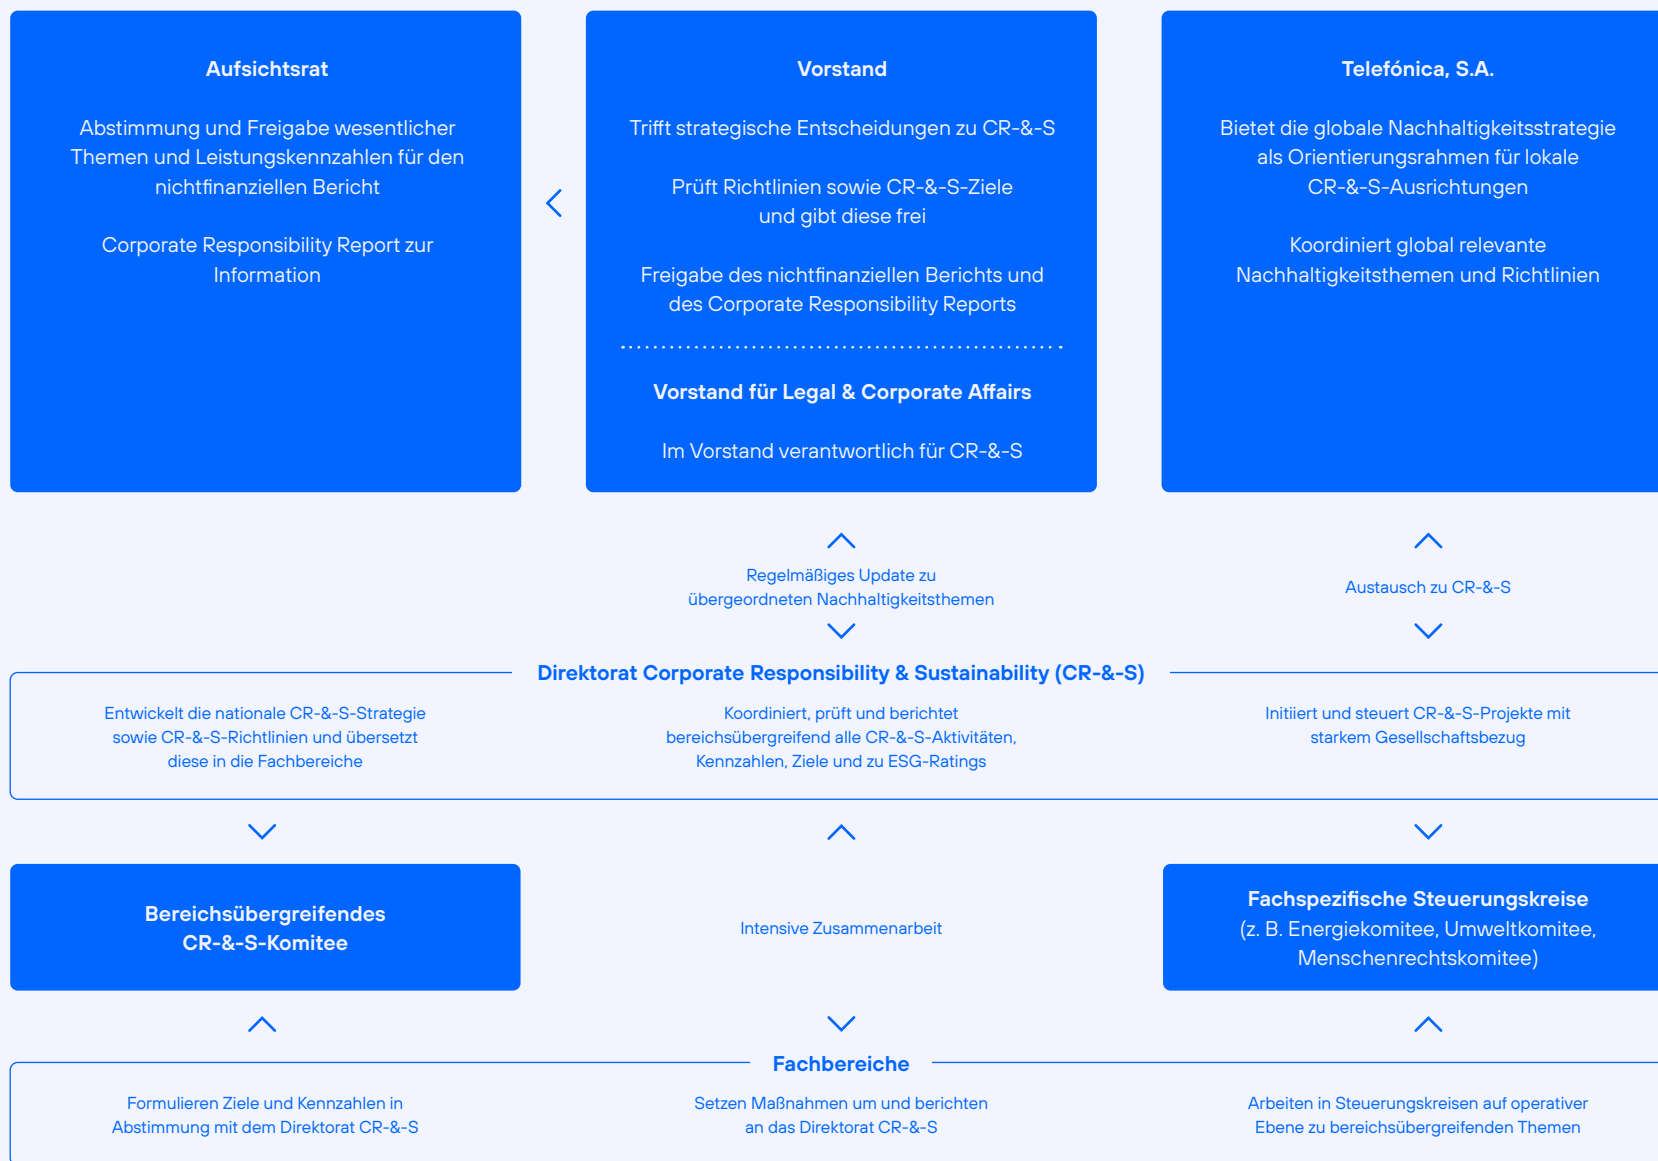 Aufsichtsrat
Abstimmung und Freigabe wesentlicher
Themen und Leistungskennzahlen für den
nichtfinanziellen Bericht
Corporate Responsibility Report zur
Information
Vorstand
Trifft strategische Entscheidungen zu CR-&-S
Prüft Richtlinien sowie CR-&-S-Ziele
und gibt diese frei
Freigabe des nichtfinanziellen Berichts und
des Corporate Responsibility Reports
Vorstand für Legal & Corporate Affairs
Im Vorstand verantwortlich für CR-&-S
Telefónica, S.A.
Bietet die globale Nachhaltigkeitsstrategie
als Orientierungsrahmen für lokale
CR-&-S-Ausrichtungen
Koordiniert global relevante
Nachhaltigkeitsthemen und Richtlinien
Regelmäßiges Update zu
übergeordneten Nachhaltigkeitsthemen
Austausch zu CR-&-S
Direktorat Corporate Responsibility & Sustainability (CR-&-S)
Entwickelt die nationale CR-&-S-Strategie
sowie CR-&-S-Richtlinien und übersetzt
diese in die Fachbereiche
Koordiniert, prüft und berichtet
bereichsübergreifend alle CR-&-S-Aktivitäten,
Kennzahlen, Ziele und zu ESG-Ratings
Initiiert und steuert CR-&-S-Projekte mit
starkem Gesellschaftsbezug
Bereichsübergreifendes
CR-&-S-Komitee
Intensive Zusammenarbeit
Fachspezifische Steuerungskreise
(z. B. Energiekomitee, Umweltkomitee,
Menschenrechtskomitee)
Fachbereiche
Formulieren Ziele und Kennzahlen in
Abstimmung mit dem Direktorat CR-&-S
Setzen Maßnahmen um und berichten
an das Direktorat CR-&-S
Arbeiten in Steuerungskreisen auf operativer
Ebene zu bereichsübergreifenden Themen